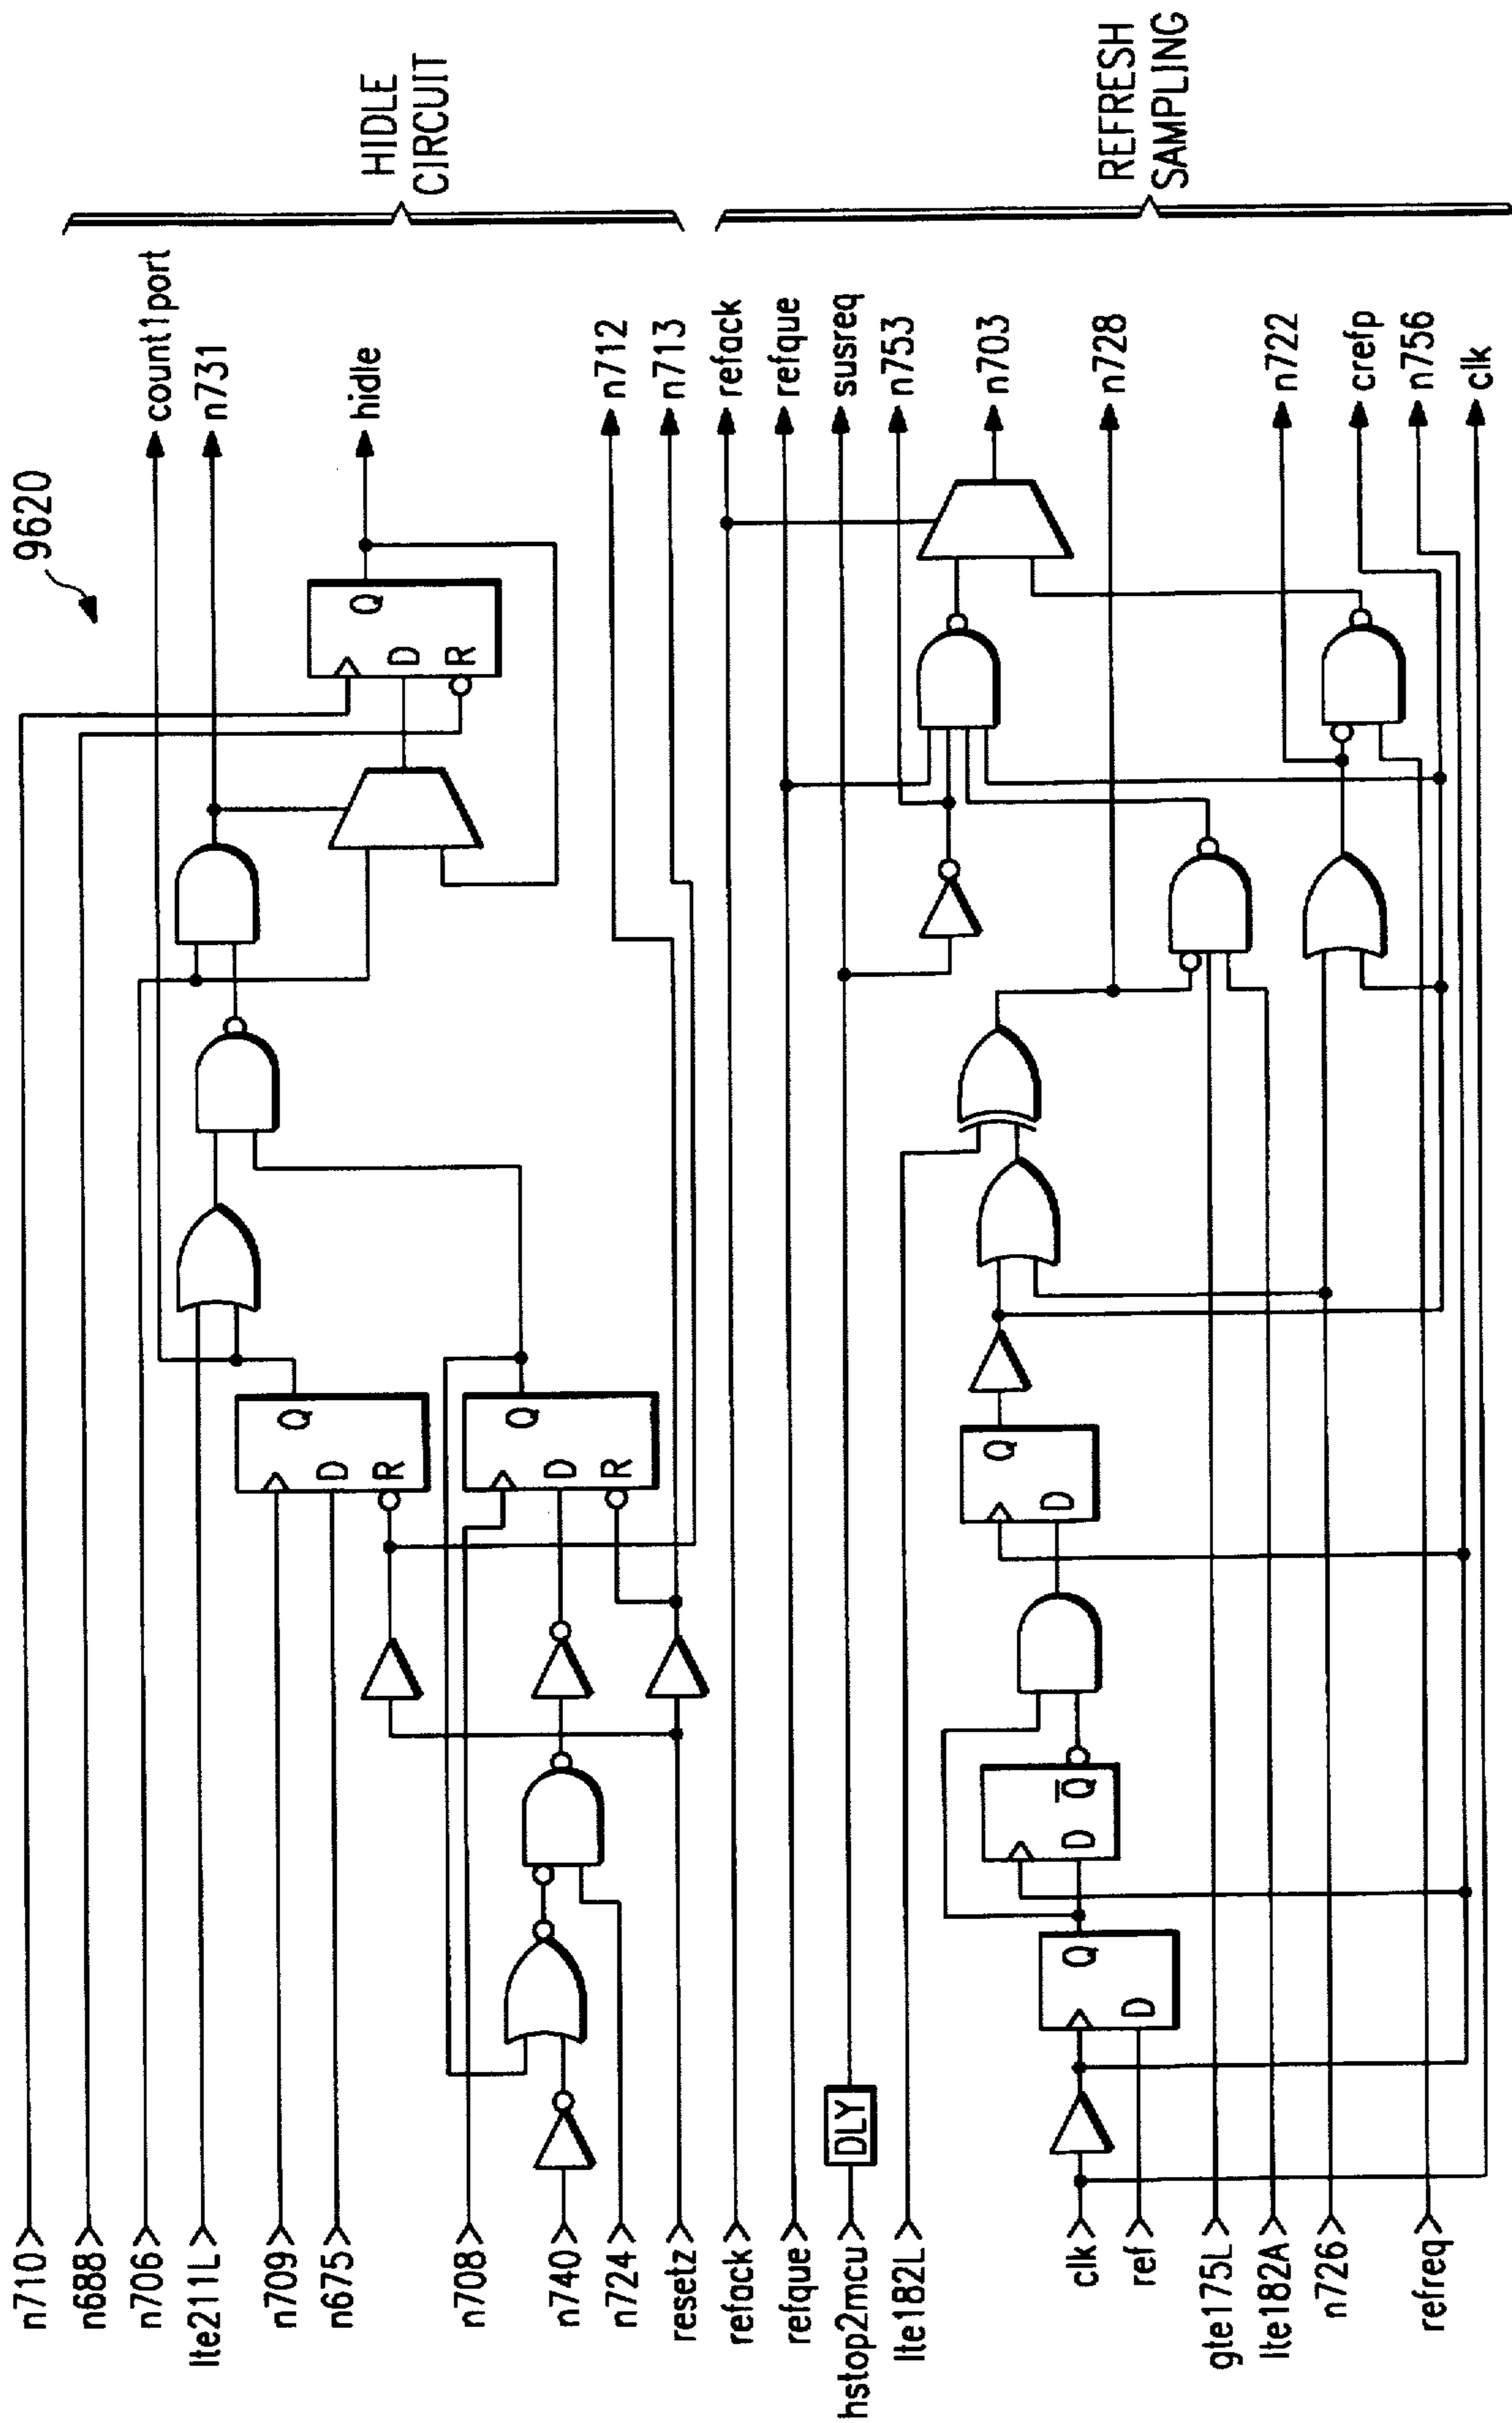 9620
n710
n688
n706
lte211L
n709
n675
n708
n740
n724
resetz
refack
refque
hstop2mcu
lte182L
clk
ref
gte175L
lte182A
n726
refreq
DLY
Q
D
R
Q
D
R
Q
D
R
Q
D
D
Q̅
Q
D
count1port
n731
hidle
n712
n713
refack
refque
susreq
n753
n703
n728
n722
crefp
n756
clk
HIDLE
CIRCUIT
REFRESH
SAMPLING